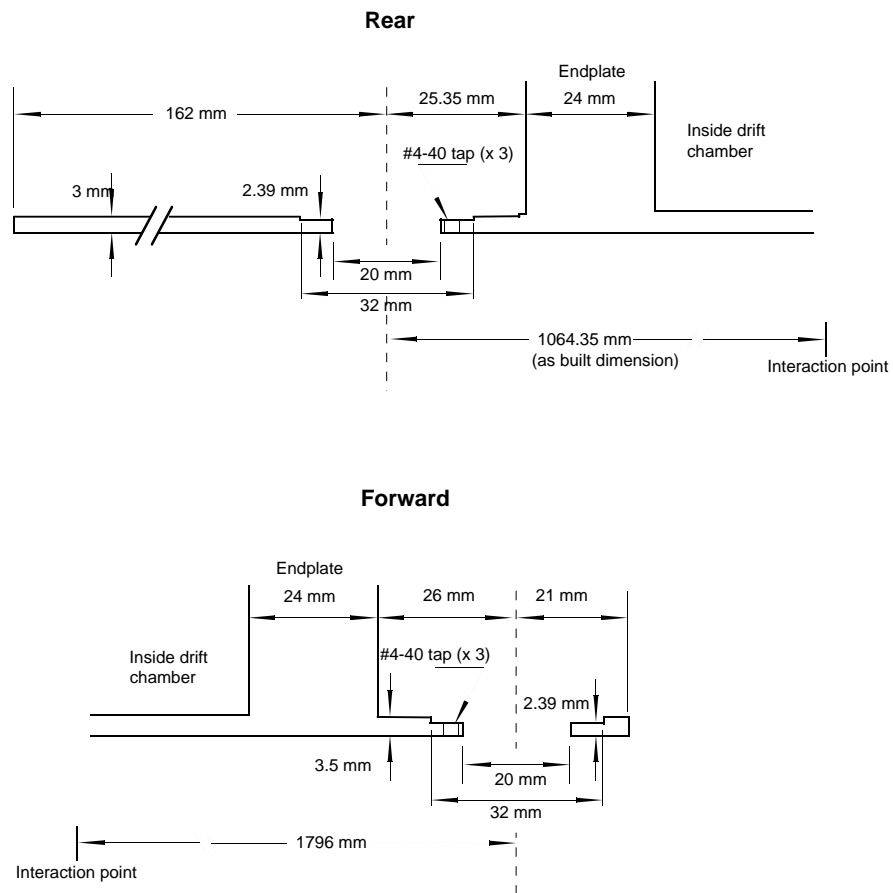 Rear
Endplate
162 mm
25.35 mm
24 mm
Inside drift
chamber
#4-40 tap (x 3)
3 mm
2.39 mm
20 mm
32 mm
1064.35 mm
(as built dimension)
Interaction point
Forward
Endplate
24 mm
26 mm
21 mm
Inside drift
chamber
#4-40 tap (x 3)
2.39 mm
3.5 mm
20 mm
32 mm
1796 mm
Interaction point